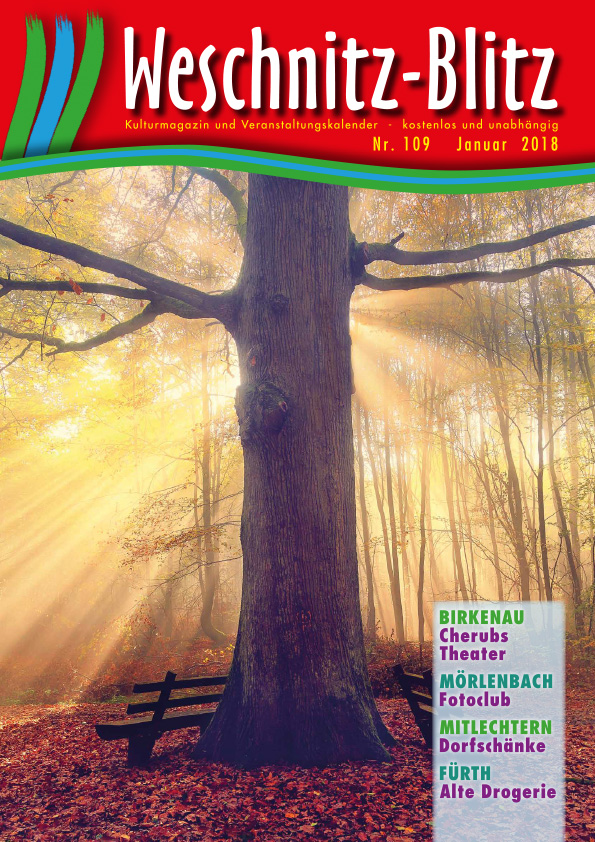 Weschnitz-Blitz
Kulturmagazin und Veranstaltungskalender - kostenlos und unabhängig
Nr. 109 Januar 2018
BIRKENAU
Cherubs
Theater
MÖRLENBACH
Fotoclub
MITLECHTERN
Dorfschänke
FÜRTH
Alte Drogerie